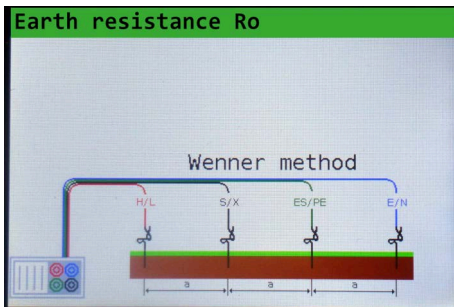 Earth resistance Ro
Wenner method
H/L S/X ES/PE E/N
a a a